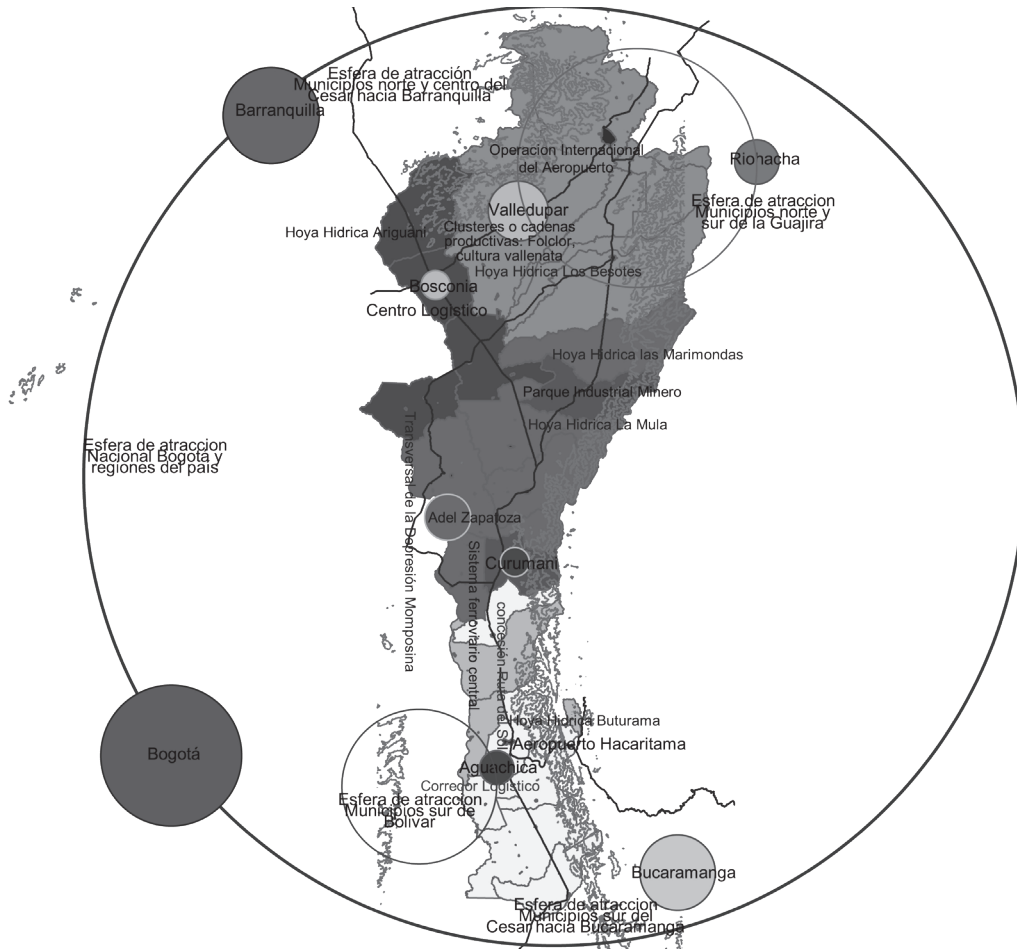 Esfera de atracción
Municipios norte y centro del
Cesar hacia Barranquilla
Barranquilla
Operacion Internacional
del Aeropuerto
Riohacha
Esfera de atraccion
Municipios norte y
sur de la Guajira
Valledupar
Clusteres o cadenas
productivas: Folclor,
cultura vallenata
Hoya Hidrica Ariguani
Hoya Hidrica Los Besotes
Bosconia
Centro Logistico
Hoya Hidrica las Marimondas
Parque Industrial Minero
Hoya Hidrica La Mula
Esfera de atraccion
Nacional Bogotá y
regiones del país
Transversal de la Depresión Momposina
Adel Zapatoza
Sistema ferroviario central
Curumani
concesión Ruta del Sol
Hoya Hidrica Buturama
Aeropuerto Hacaritama
Bogotá
Aguachica
Corredor Logistico
Esfera de atraccion
Municipios sur de
Bolivar
Bucaramanga
Esfera de atraccion
Municipios sur del
Cesar hacia Bucaramanga